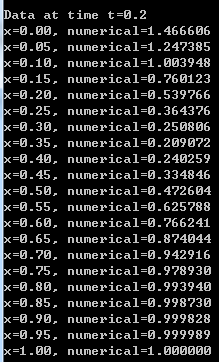 Data at time t=0.2
x=0.00, numerical=1.466606
x=0.05, numerical=1.247385
x=0.10, numerical=1.003948
x=0.15, numerical=0.760123
x=0.20, numerical=0.539766
x=0.25, numerical=0.364376
x=0.30, numerical=0.250806
x=0.35, numerical=0.209072
x=0.40, numerical=0.240259
x=0.45, numerical=0.334846
x=0.50, numerical=0.472604
x=0.55, numerical=0.625788
x=0.60, numerical=0.766241
x=0.65, numerical=0.874044
x=0.70, numerical=0.942916
x=0.75, numerical=0.978930
x=0.80, numerical=0.993940
x=0.85, numerical=0.998730
x=0.90, numerical=0.999828
x=0.95, numerical=0.999989
x=1.00, numerical=1.000000